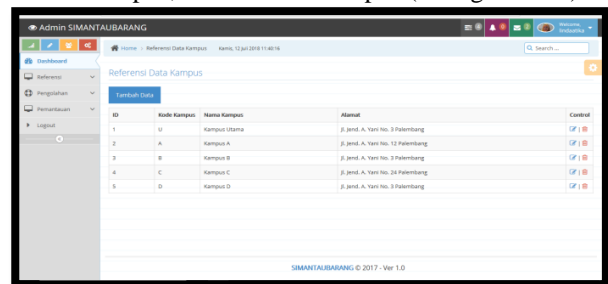 Admin SIMANTAUBARANG
Welcome,
Home > Referensi Data Kampus Kamis, 12 Juli 2018 11:40:16
Search ...
Dashboard
Referensi
Pengolahan
Pemantauan
Logout
Referensi Data Kampus
Tambah Data
ID Kode Kampus Nama Kampus Alamat Control
1 U Kampus Utama Jl. Jend. A. Yani No. 3 Palembang
2 A Kampus A Jl. Jend. A. Yani No. 12 Palembang
3 B Kampus B Jl. Jend. A. Yani No. 3 Palembang
4 C Kampus C Jl. Jend. A. Yani No. 24 Palembang
5 D Kampus D Jl. Jend. A. Yani No. 3 Palembang
SIMANTAUBARANG © 2017 - Ver 1.0